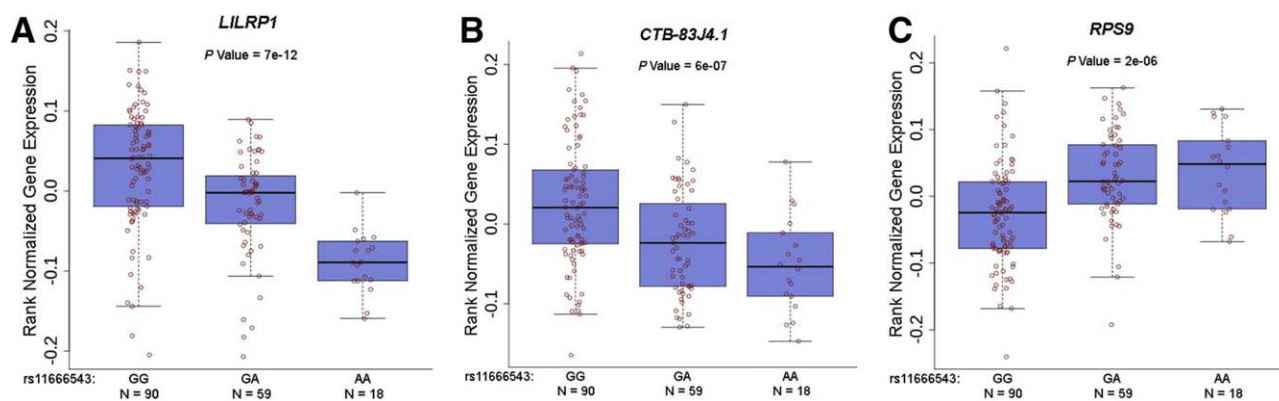 A
LILRP1
P Value = 7e-12
Rank Normalized Gene Expression
0.2
0.1
0.0
-0.1
-0.2
rs11666543:
GG GA AA
N = 90 N = 59 N = 18
B
CTB-83J4.1
P Value = 6e-07
Rank Normalized Gene Expression
0.2
0.1
0.0
-0.1
GG GA AA
N = 90 N = 59 N = 18
C
RPS9
P Value = 2e-06
Rank Normalized Gene Expression
0.2
0.1
0.0
-0.1
-0.2
rs11666543:
GG GA AA
N = 90 N = 59 N = 18